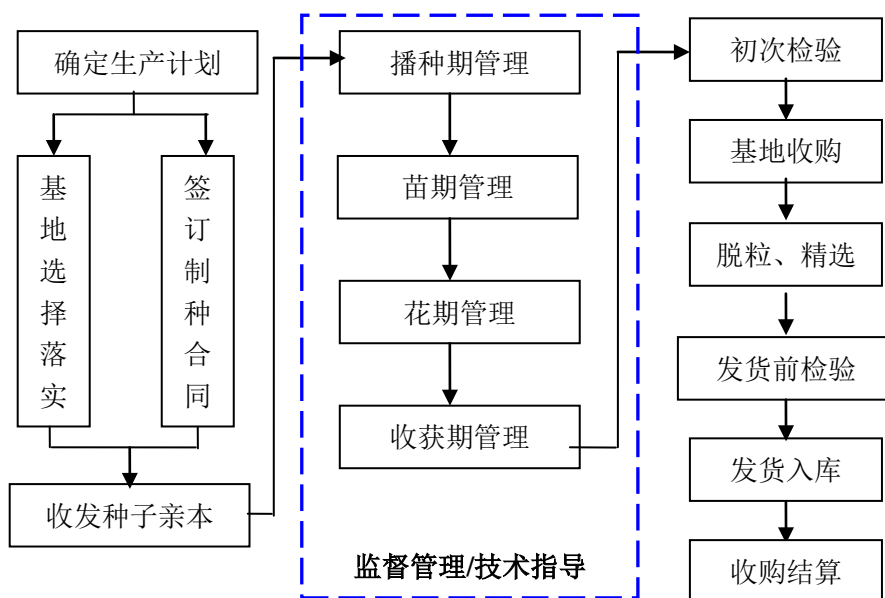 确定生产计划
基地选择落实
签订制种合同
收发种子亲本
播种期管理
苗期管理
花期管理
收获期管理
监督管理/技术指导
初次检验
基地收购
脱粒、精选
发货前检验
发货入库
收购结算